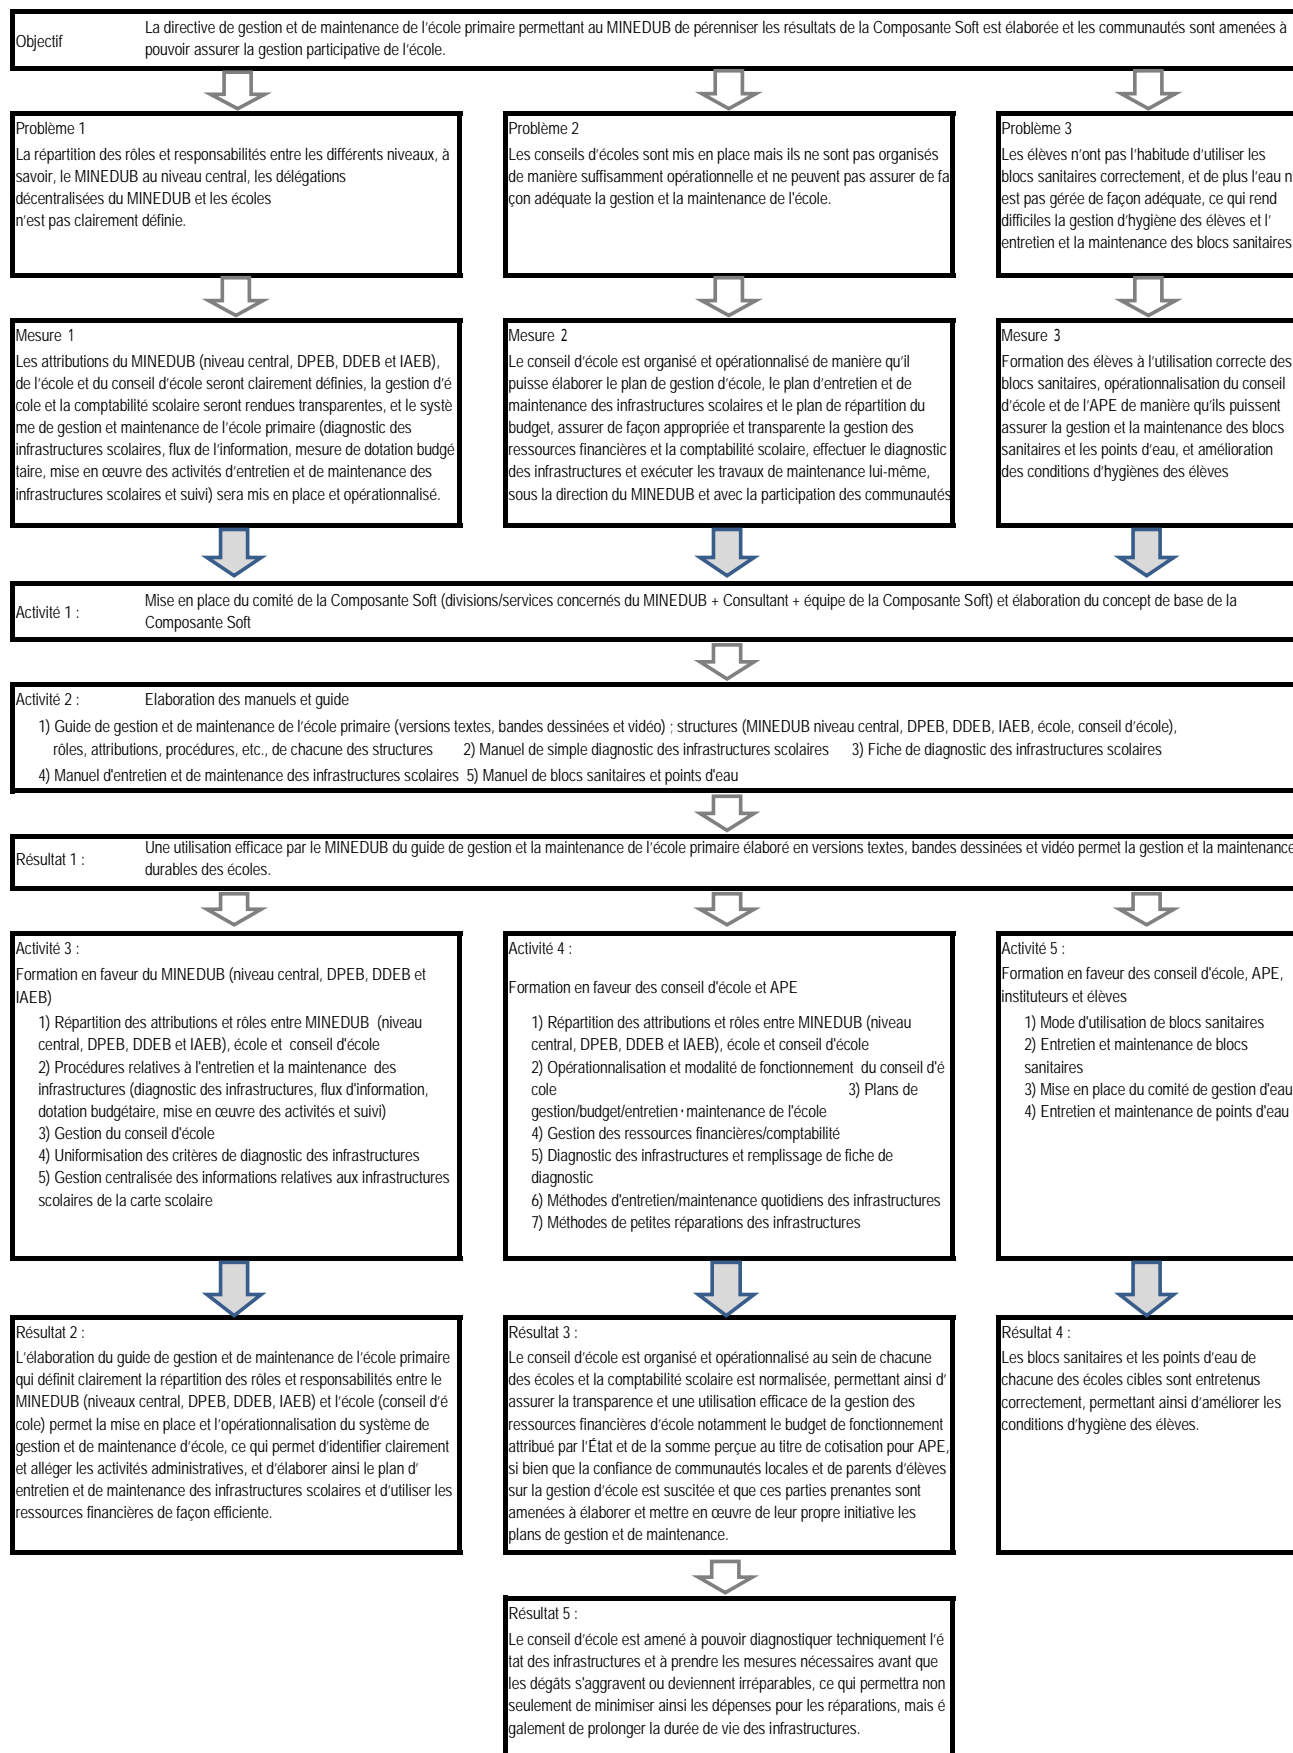 Objectif
La directive de gestion et de maintenance de l'école primaire permettant au MINEDUB de pérenniser les résultats de la Composante Soft est élaborée et les communautés sont amenées à
pouvoir assurer la gestion participative de l'école.
Problème 1
La répartition des rôles et responsabilités entre les différents niveaux, à
savoir, le MINEDUB au niveau central, les délégations
décentralisées du MINEDUB et les écoles
n'est pas clairement définie.
Problème 2
Les conseils d'écoles sont mis en place mais ils ne sont pas organisés
de manière suffisamment opérationnelle et ne peuvent pas assurer de fa
çon adéquate la gestion et la maintenance de l'école.
Problème 3
Les élèves n'ont pas l'habitude d'utiliser les
blocs sanitaires correctement, et de plus l'eau n
est pas gérée de façon adéquate, ce qui rend
difficiles la gestion d'hygiène des élèves et l'
entretien et la maintenance des blocs sanitaires
Mesure 1
Les attributions du MINEDUB (niveau central, DPEB, DDEB et IAEB),
de l'école et du conseil d'école seront clairement définies, la gestion d'é
cole et la comptabilité scolaire seront rendues transparentes, et le systè
me de gestion et maintenance de l'école primaire (diagnostic des
infrastructures scolaires, flux de l'information, mesure de dotation budgé
taire, mise en œuvre des activités d'entretien et de maintenance des
infrastructures scolaires et suivi) sera mis en place et opérationnalisé.
Mesure 2
Le conseil d'école est organisé et opérationnalisé de manière qu'il
puisse élaborer le plan de gestion d'école, le plan d'entretien et de
maintenance des infrastructures scolaires et le plan de répartition du
budget, assurer de façon appropriée et transparente la gestion des
ressources financières et la comptabilité scolaire, effectuer le diagnostic
des infrastructures et exécuter les travaux de maintenance lui-même,
sous la direction du MINEDUB et avec la participation des communautés
Mesure 3
Formation des élèves à l'utilisation correcte des
blocs sanitaires, opérationnalisation du conseil
d'école et de l'APE de manière qu'ils puissent
assurer la gestion et la maintenance des blocs
sanitaires et les points d'eau, et amélioration
des conditions d'hygiènes des élèves
Activité 1 :
Mise en place du comité de la Composante Soft (divisions/services concernés du MINEDUB + Consultant + équipe de la Composante Soft) et élaboration du concept de base de la
Composante Soft
Activité 2 : Elaboration des manuels et guide
1) Guide de gestion et de maintenance de l'école primaire (versions textes, bandes dessinées et vidéo) ; structures (MINEDUB niveau central, DPEB, DDEB, IAEB, école, conseil d'école),
rôles, attributions, procédures, etc., de chacune des structures 2) Manuel de simple diagnostic des infrastructures scolaires 3) Fiche de diagnostic des infrastructures scolaires
4) Manuel d'entretien et de maintenance des infrastructures scolaires 5) Manuel de blocs sanitaires et points d'eau
Résultat 1 :
Une utilisation efficace par le MINEDUB du guide de gestion et la maintenance de l'école primaire élaboré en versions textes, bandes dessinées et vidéo permet la gestion et la maintenance
durables des écoles.
Activité 3 :
Formation en faveur du MINEDUB (niveau central, DPEB, DDEB et
IAEB)
1) Répartition des attributions et rôles entre MINEDUB (niveau
central, DPEB, DDEB et IAEB), école et conseil d'école
2) Procédures relatives à l'entretien et la maintenance des
infrastructures (diagnostic des infrastructures, flux d'information,
dotation budgétaire, mise en œuvre des activités et suivi)
3) Gestion du conseil d'école
4) Uniformisation des critères de diagnostic des infrastructures
5) Gestion centralisée des informations relatives aux infrastructures
scolaires de la carte scolaire
Activité 4 :
Formation en faveur des conseil d'école et APE
1) Répartition des attributions et rôles entre MINEDUB (niveau
central, DPEB, DDEB et IAEB), école et conseil d'école
2) Opérationnalisation et modalité de fonctionnement du conseil d'é
cole 3) Plans de
gestion/budget/entretien・maintenance de l'école
4) Gestion des ressources financières/comptabilité
5) Diagnostic des infrastructures et remplissage de fiche de
diagnostic
6) Méthodes d'entretien/maintenance quotidiens des infrastructures
7) Méthodes de petites réparations des infrastructures
Activité 5 :
Formation en faveur des conseil d'école, APE,
instituteurs et élèves
1) Mode d'utilisation de blocs sanitaires
2) Entretien et maintenance de blocs
sanitaires
3) Mise en place du comité de gestion d'eau
4) Entretien et maintenance de points d'eau
Résultat 2 :
L'élaboration du guide de gestion et de maintenance de l'école primaire
qui définit clairement la répartition des rôles et responsabilités entre le
MINEDUB (niveaux central, DPEB, DDEB, IAEB) et l'école (conseil d'é
cole) permet la mise en place et l'opérationnalisation du système de
gestion et de maintenance d'école, ce qui permet d'identifier clairement
et alléger les activités administratives, et d'élaborer ainsi le plan d'
entretien et de maintenance des infrastructures scolaires et d'utiliser les
ressources financières de façon efficiente.
Résultat 3 :
Le conseil d'école est organisé et opérationnalisé au sein de chacune
des écoles et la comptabilité scolaire est normalisée, permettant ainsi d'
assurer la transparence et une utilisation efficace de la gestion des
ressources financières d'école notamment le budget de fonctionnement
attribué par l'État et de la somme perçue au titre de cotisation pour APE,
si bien que la confiance de communautés locales et de parents d'élèves
sur la gestion d'école est suscitée et que ces parties prenantes sont
amenées à élaborer et mettre en œuvre de leur propre initiative les
plans de gestion et de maintenance.
Résultat 4 :
Les blocs sanitaires et les points d'eau de
chacune des écoles cibles sont entretenus
correctement, permettant ainsi d'améliorer les
conditions d'hygiène des élèves.
Résultat 5 :
Le conseil d'école est amené à pouvoir diagnostiquer techniquement l'é
tat des infrastructures et à prendre les mesures nécessaires avant que
les dégâts s'aggravent ou deviennent irréparables, ce qui permettra non
seulement de minimiser ainsi les dépenses pour les réparations, mais é
galement de prolonger la durée de vie des infrastructures.